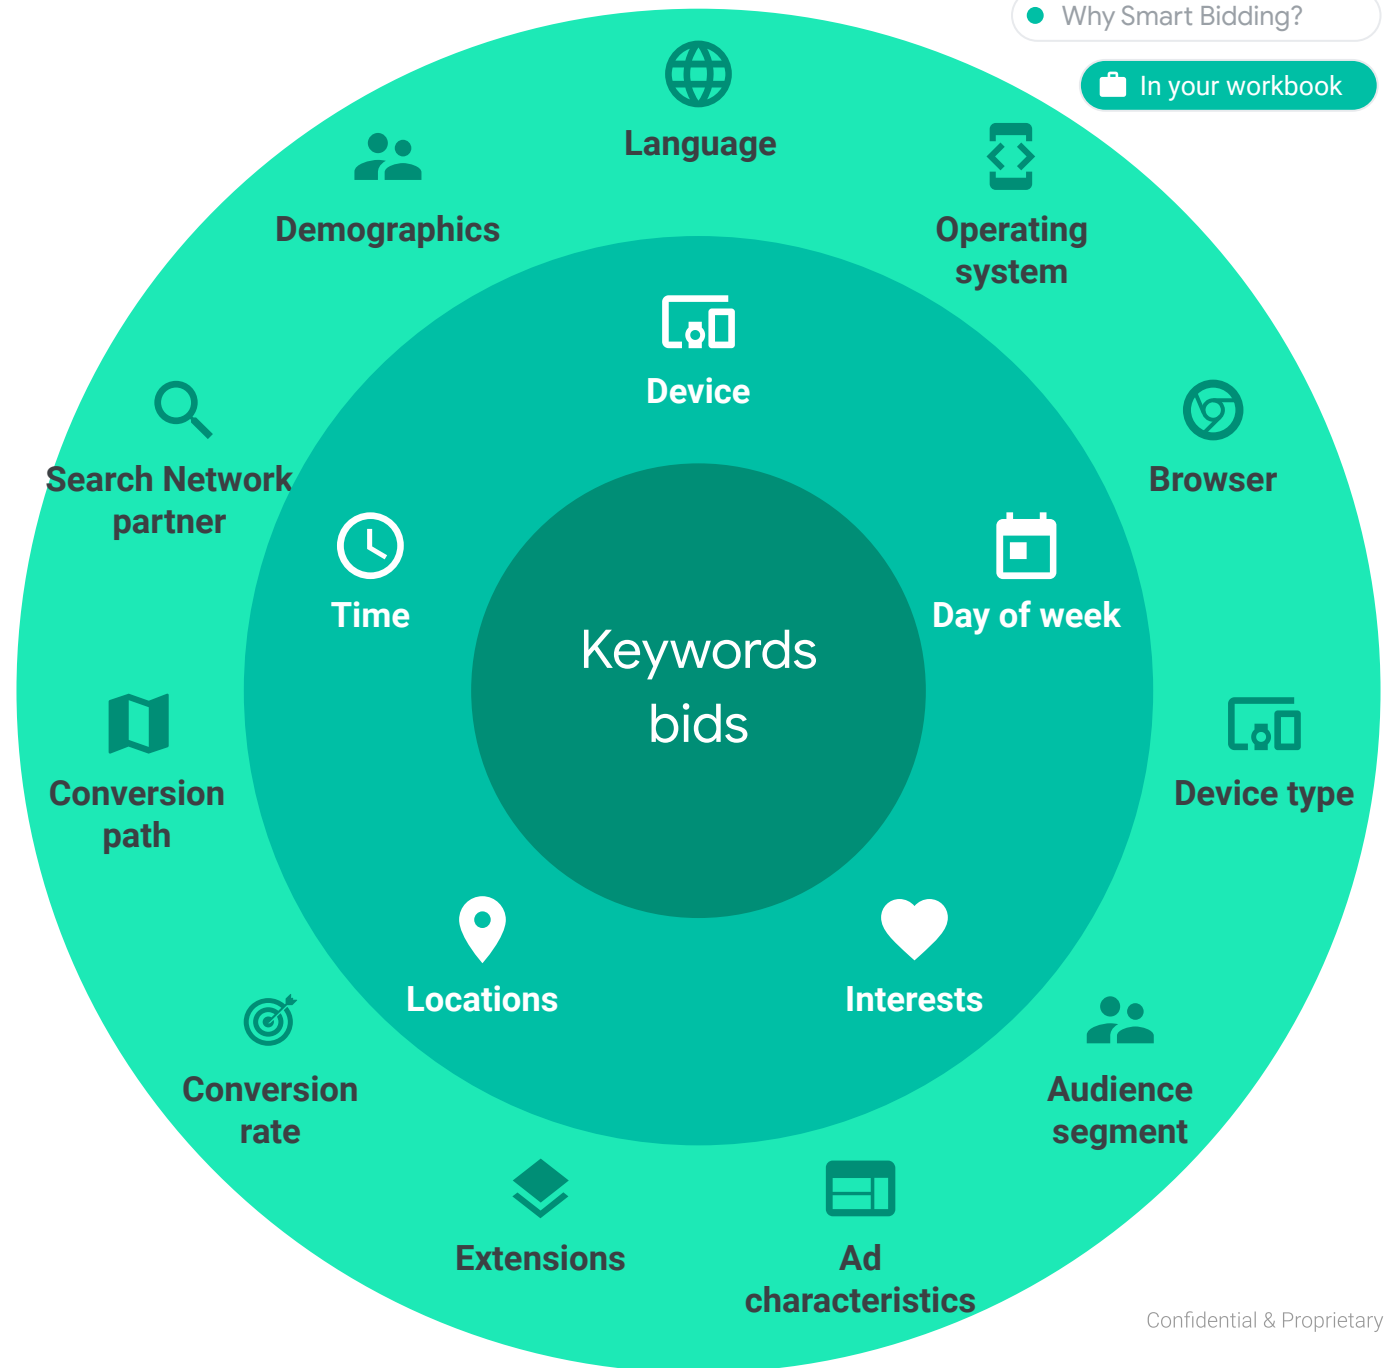 Why Smart Bidding?
In your workbook
Language
Demographics
Operating
system
Device
Search Network
partner
Browser
Time
Day of week
Keywords
bids
Conversion
path
Device type
Locations
Interests
Conversion
rate
Audience
segment
Extensions
Ad
characteristics
Confidential & Proprietary